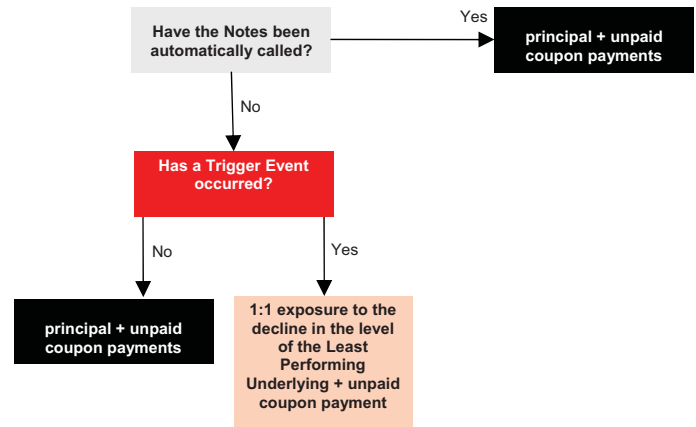 Have the Notes been
automatically called?
Yes
principal + unpaid
coupon payments
No
Has a Trigger Event
occurred?
No
Yes
principal + unpaid
coupon payments
1:1 exposure to the
decline in the level
of the Least
Performing
Underlying + unpaid
coupon payment